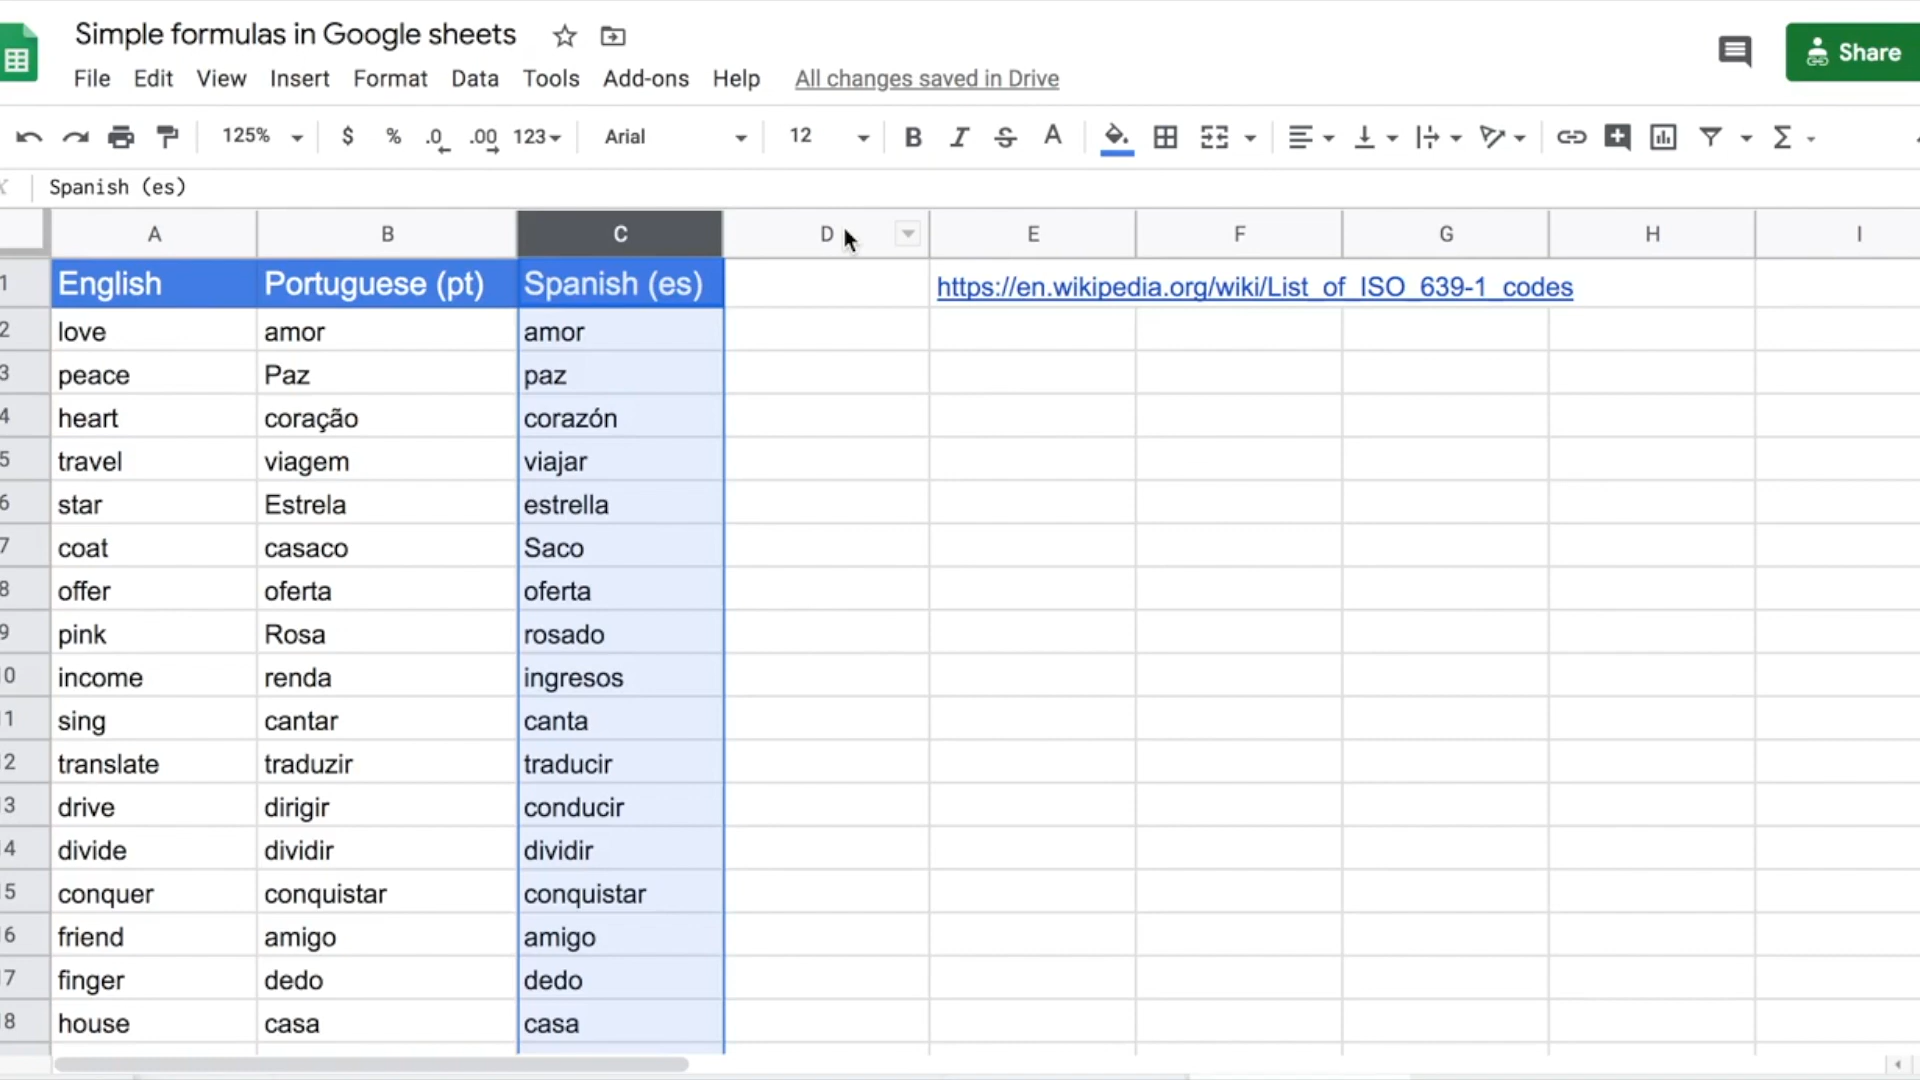 Simple formulas in Google sheets
File Edit View Insert Format Data Tools Add-ons Help All changes saved in Drive
Share
125% $ % .0 .00 123 Arial 12 B I S A Σ
Spanish (es)
A B C D E F G H I
1 English Portuguese (pt) Spanish (es) https://en.wikipedia.org/wiki/List_of_ISO_639-1_codes
2 love amor amor
3 peace Paz paz
4 heart coração corazón
5 travel viagem viajar
6 star Estrela estrella
7 coat casaco Saco
8 offer oferta oferta
9 pink Rosa rosado
10 income renda ingresos
11 sing cantar canta
12 translate traduzir traducir
13 drive dirigir conducir
14 divide dividir dividir
15 conquer conquistar conquistar
16 friend amigo amigo
17 finger dedo dedo
18 house casa casa